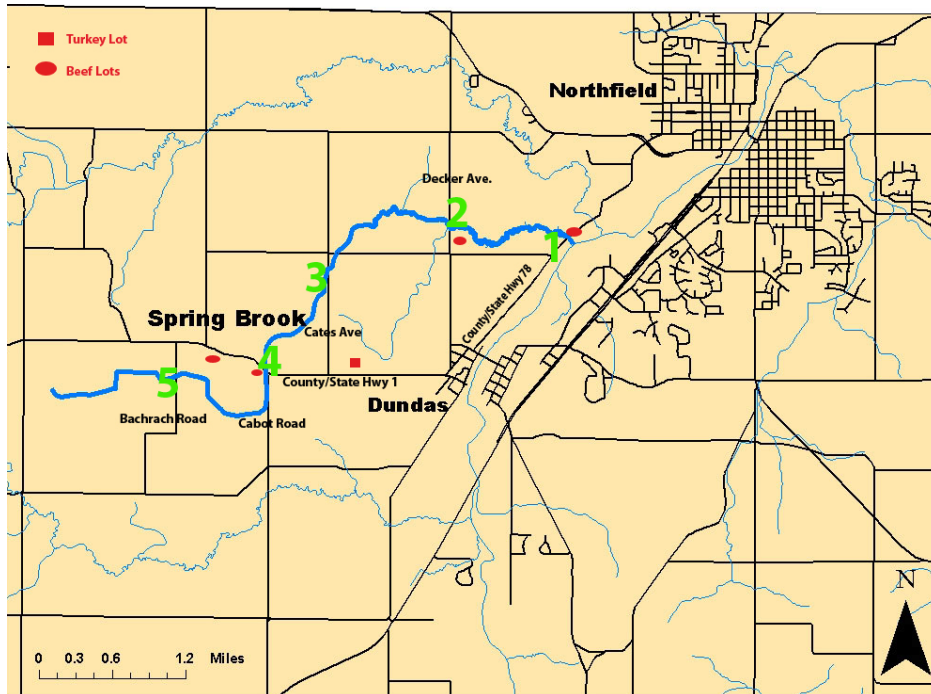 Turkey Lot
Beef Lots
Northfield
Decker Ave.
2
1
3
County/State Hwy 78
Spring Brook
Cates Ave
4
County/State Hwy 1
5
Dundas
Bachrach Road
Cabot Road
N
0 0.3 0.6 1.2 Miles